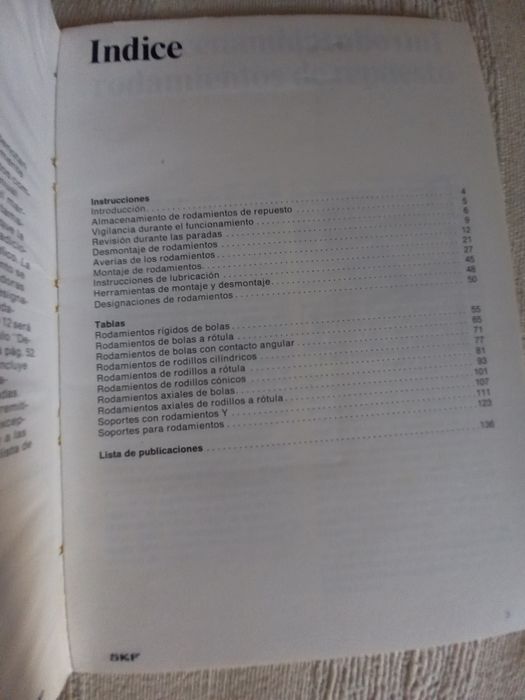 Indice
Instrucciones
Introducción 4
Almacenamiento de rodamientos de repuesto 5
Vigilancia durante el funcionamiento 6
Revisión durante las paradas 9
Desmontaje de rodamientos 12
Averías de los rodamientos 21
Montaje de rodamientos 27
Instrucciones de lubricación 45
Herramientas de montaje y desmontaje 48
Designaciones de rodamientos 50
Tablas
Rodamientos rígidos de bolas 55
Rodamientos de bolas a rótula 65
Rodamientos de bolas con contacto angular 71
Rodamientos de rodillos cilíndricos 77
Rodamientos de rodillos a rótula 81
Rodamientos de rodillos cónicos 93
Rodamientos axiales de bolas 101
Rodamientos axiales de rodillos a rótula 107
Soportes con rodamientos Y 111
Soportes para rodamientos 123
Lista de publicaciones 136
3
SKF